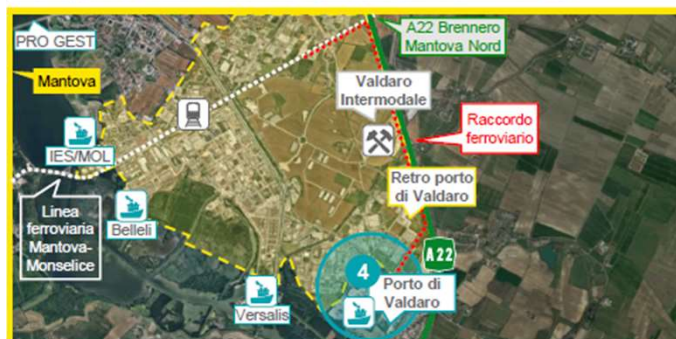 PRO GEST
A22 Brennero
Mantova Nord
Mantova
Valdaro
Intermodale
Raccordo
ferroviario
IES/MOL
Retro porto
di Valdaro
Linea
ferroviaria
Mantova-
Monselice
Belleli
A22
4
Porto di
Valdaro
Versalis